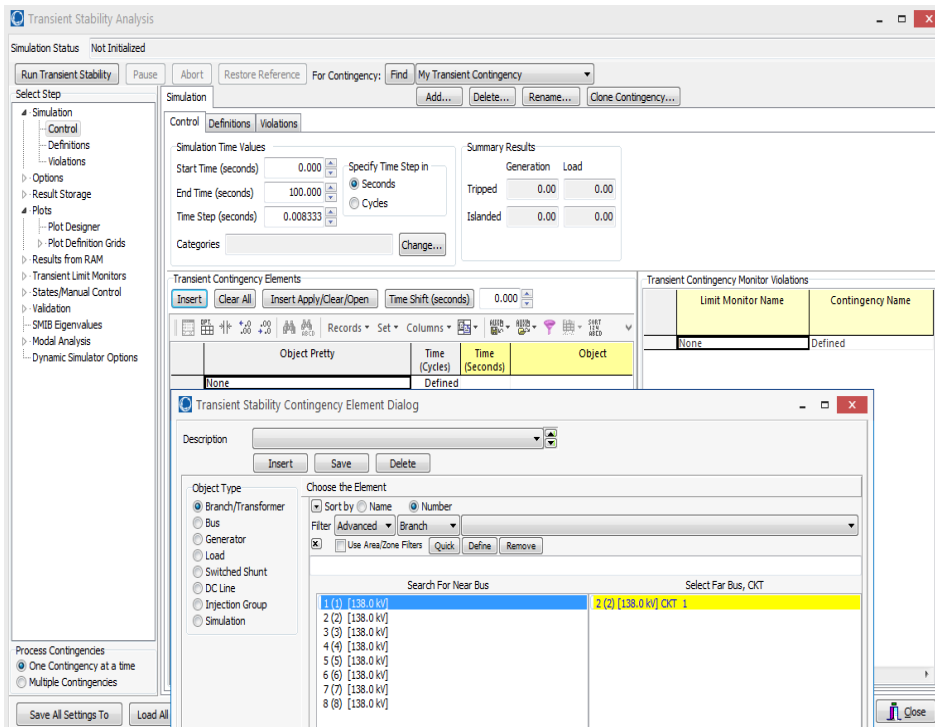 Transient Stability Analysis
Simulation Status Not Initialized
Run Transient Stability Pause Abort Restore Reference For Contingency: Find My Transient Contingency
Add... Delete... Rename... Clone Contingency...
Select Step
Simulation
Control
Definitions
Violations
Options
Result Storage
Plots
Plot Designer
Plot Definition Grids
Results from RAM
Transient Limit Monitors
States/Manual Control
Validation
SMIB Eigenvalues
Modal Analysis
Dynamic Simulator Options
Process Contingencies
One Contingency at a time
Multiple Contingencies
Save All Settings To Load All
Simulation
Control Definitions Violations
Simulation Time Values
Start Time (seconds) 0.000
End Time (seconds) 100.000
Time Step (seconds) 0.008333
Specify Time Step in
Seconds
Cycles
Categories Change...
Summary Results
Generation Load
Tripped 0.00 0.00
Islanded 0.00 0.00
Transient Contingency Elements
Insert Clear All Insert Apply/Clear/Open Time Shift (seconds) 0.000
Records Set Columns
Object Pretty Time (Cycles) Time (Seconds) Object
None Defined
Transient Contingency Monitor Violations
Limit Monitor Name Contingency Name
None Defined
Transient Stability Contingency Element Dialog
Description
Insert Save Delete
Object Type
Branch/Transformer
Bus
Generator
Load
Switched Shunt
DC Line
Injection Group
Simulation
Choose the Element
Sort by Name Number
Filter Advanced Branch
Use Area/Zone Filters Quick Define Remove
Search For Near Bus Select Far Bus, CKT
1 (1) [138.0 kV] 2 (2) [138.0 kV] CKT 1
2 (2) [138.0 kV]
3 (3) [138.0 kV]
4 (4) [138.0 kV]
5 (5) [138.0 kV]
6 (6) [138.0 kV]
7 (7) [138.0 kV]
8 (8) [138.0 kV]
Close